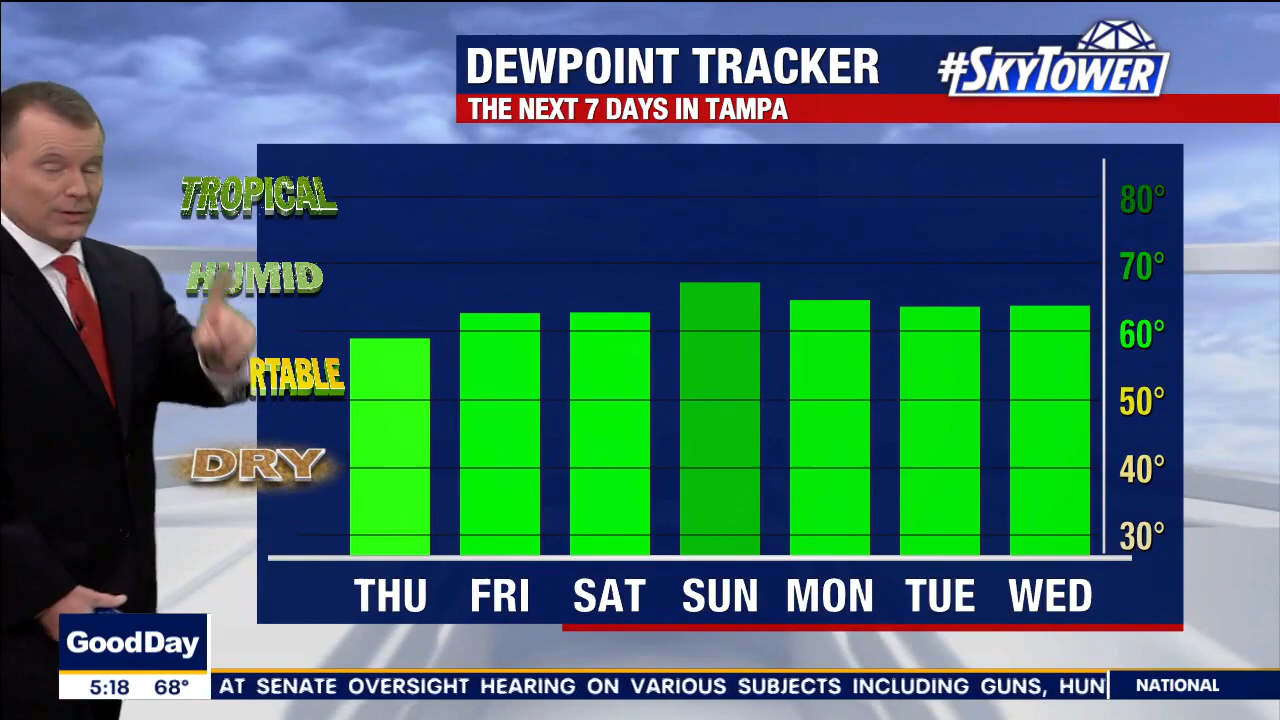 DEWPOINT TRACKER
#SKYTOWER
THE NEXT 7 DAYS IN TAMPA
TROPICAL
HUMID
RTABLE
DRY
80°
70°
60°
50°
40°
30°
THU FRI SAT SUN MON TUE WED
GoodDay
5:18 68°
AT SENATE OVERSIGHT HEARING ON VARIOUS SUBJECTS INCLUDING GUNS, HUN
NATIONAL